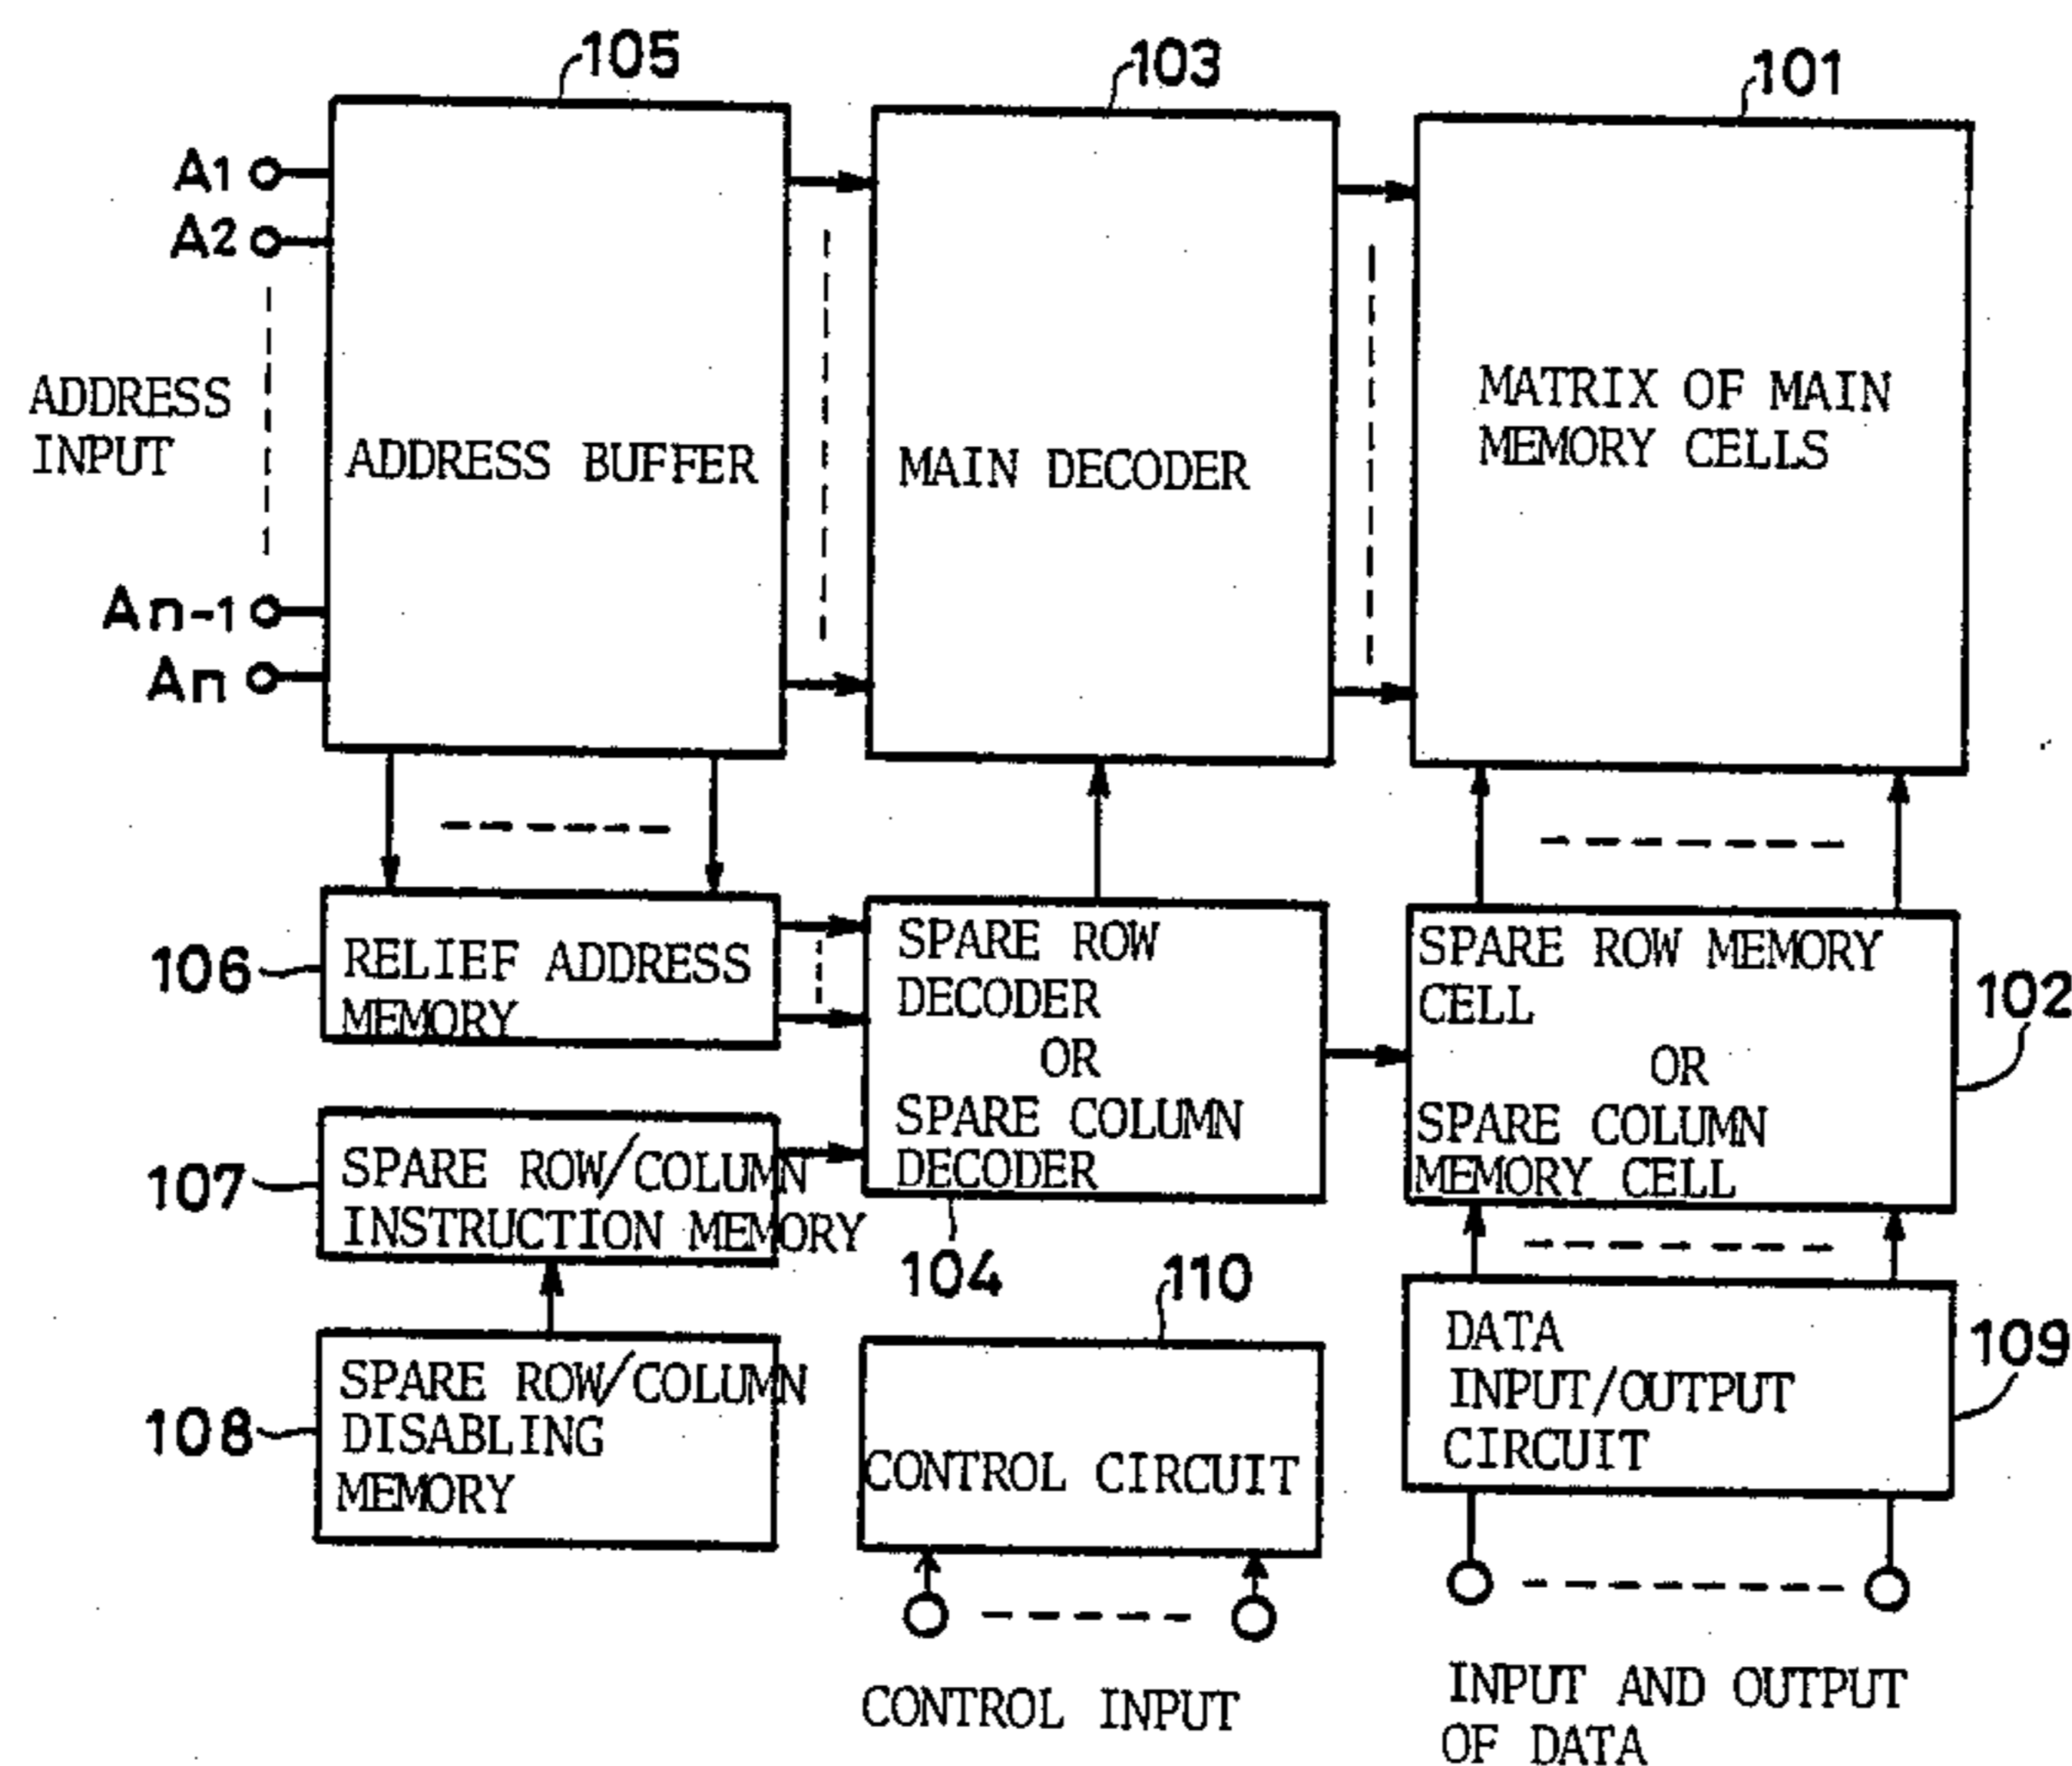 105
103
101
A1
A2
ADDRESS
INPUT
An-1
An
ADDRESS BUFFER
MAIN DECODER
MATRIX OF MAIN
MEMORY CELLS
106
RELIEF ADDRESS
MEMORY
SPARE ROW
DECODER
OR
SPARE COLUMN
DECODER
104
SPARE ROW MEMORY
CELL
OR
SPARE COLUMN
MEMORY CELL
102
107
SPARE ROW/COLUMN
INSTRUCTION MEMORY
108
SPARE ROW/COLUMN
DISABLING
MEMORY
110
CONTROL CIRCUIT
CONTROL INPUT
DATA
INPUT/OUTPUT
CIRCUIT
109
INPUT AND OUTPUT
OF DATA